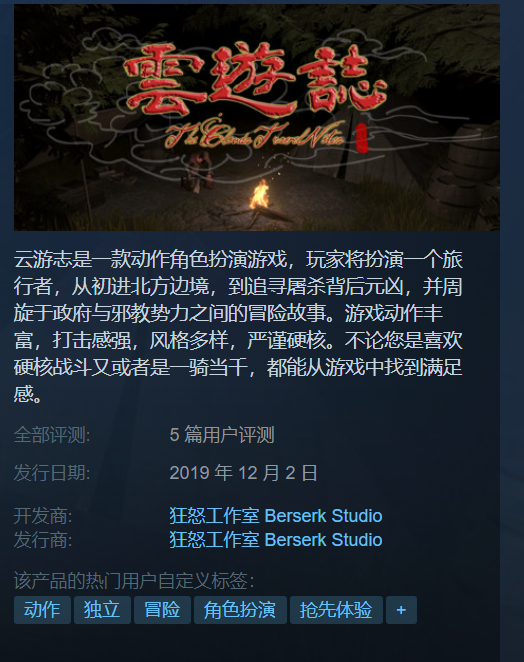 雲遊誌
The Clouds Travel Notes
云游志是一款动作角色扮演游戏，玩家将扮演一个旅
行者，从初进北方边境，到追寻屠杀背后元凶，并周
旋于政府与邪教势力之间的冒险故事。游戏动作丰
富，打击感强，风格多样，严谨硬核。不论您是喜欢
硬核战斗又或者是一骑当千，都能从游戏中找到满足
感。
全部评测: 5 篇用户评测
发行日期: 2019 年 12 月 2 日
开发商: 狂怒工作室 Berserk Studio
发行商: 狂怒工作室 Berserk Studio
该产品的热门用户自定义标签:
动作 独立 冒险 角色扮演 抢先体验 +